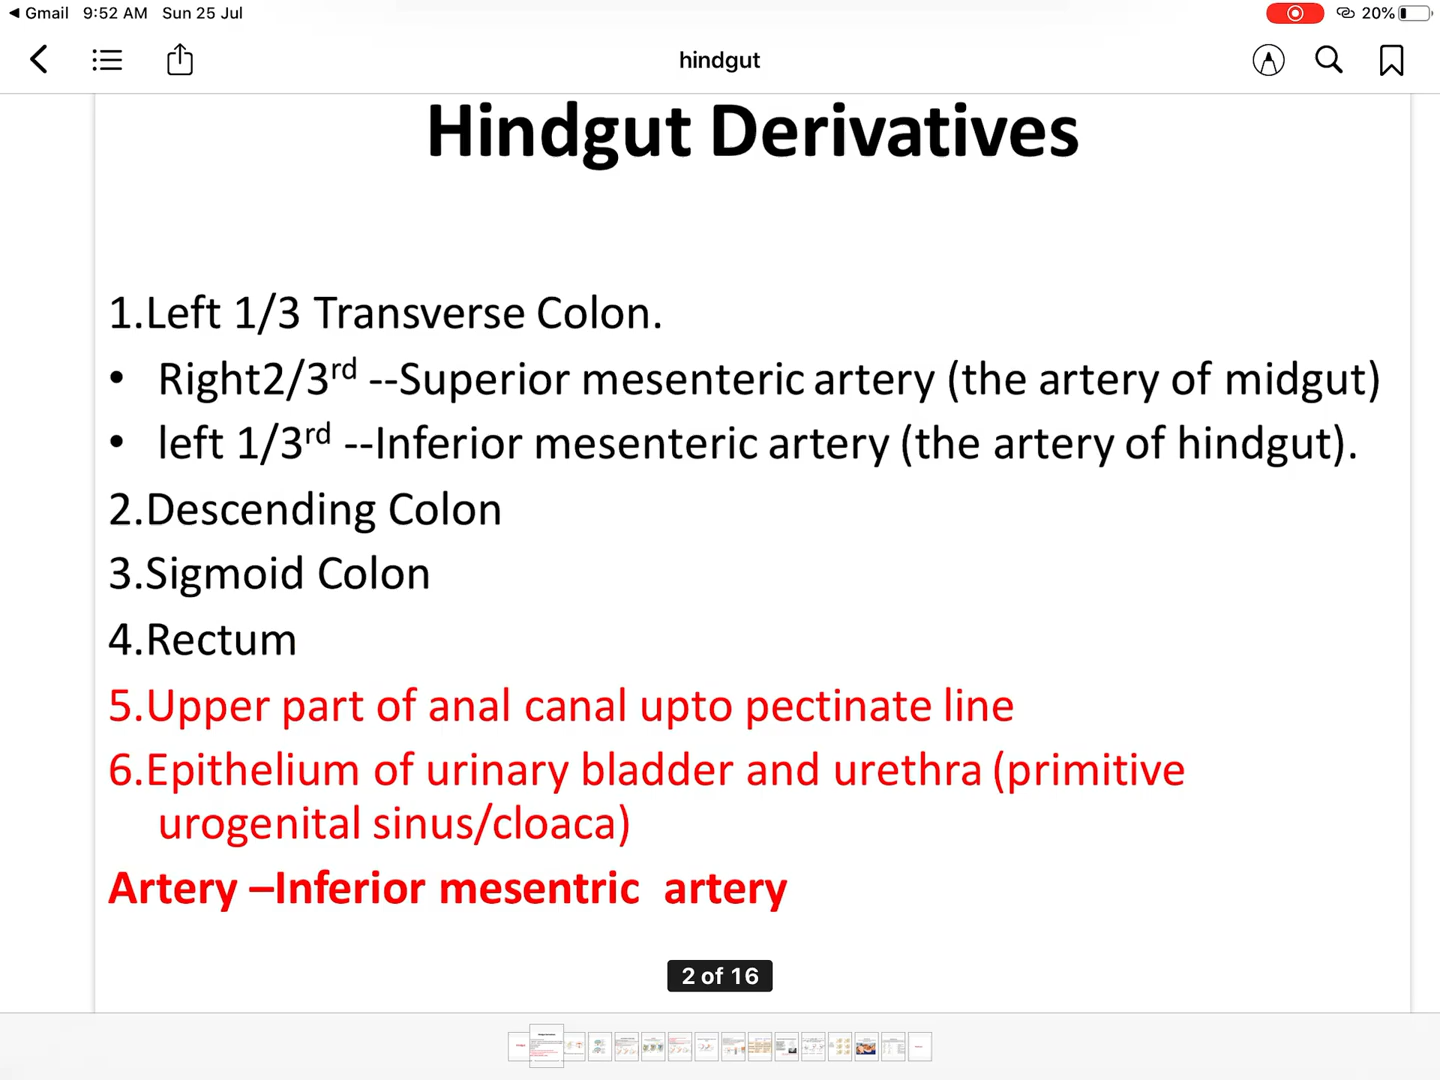 ◄ Gmail 9:52 AM Sun 25 Jul 20%
hindgut
Hindgut Derivatives
1.Left 1/3 Transverse Colon.
• Right2/3rd --Superior mesenteric artery (the artery of midgut)
• left 1/3rd --Inferior mesenteric artery (the artery of hindgut).
2.Descending Colon
3.Sigmoid Colon
4.Rectum
5.Upper part of anal canal upto pectinate line
6.Epithelium of urinary bladder and urethra (primitive
urogenital sinus/cloaca)
Artery –Inferior mesentric artery
2 of 16